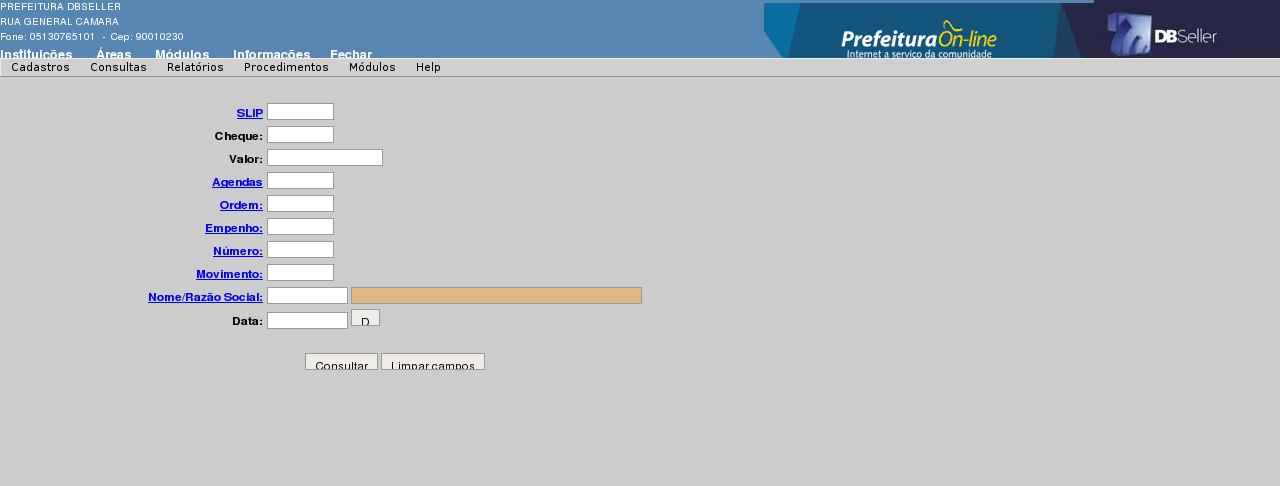 PREFEITURA DBSELLER
RUA GENERAL CAMARA
Fone: 05130765101 - Cep: 90010230
Instituições Áreas Módulos Informações Fechar
Prefeitura On-line
Internet a serviço da comunidade
DBSeller
Cadastros Consultas Relatórios Procedimentos Módulos Help
SLIP
Cheque:
Valor:
Agendas
Ordem:
Empenho:
Número:
Movimento:
Nome/Razão Social:
Data: D
Consultar Limpar campos